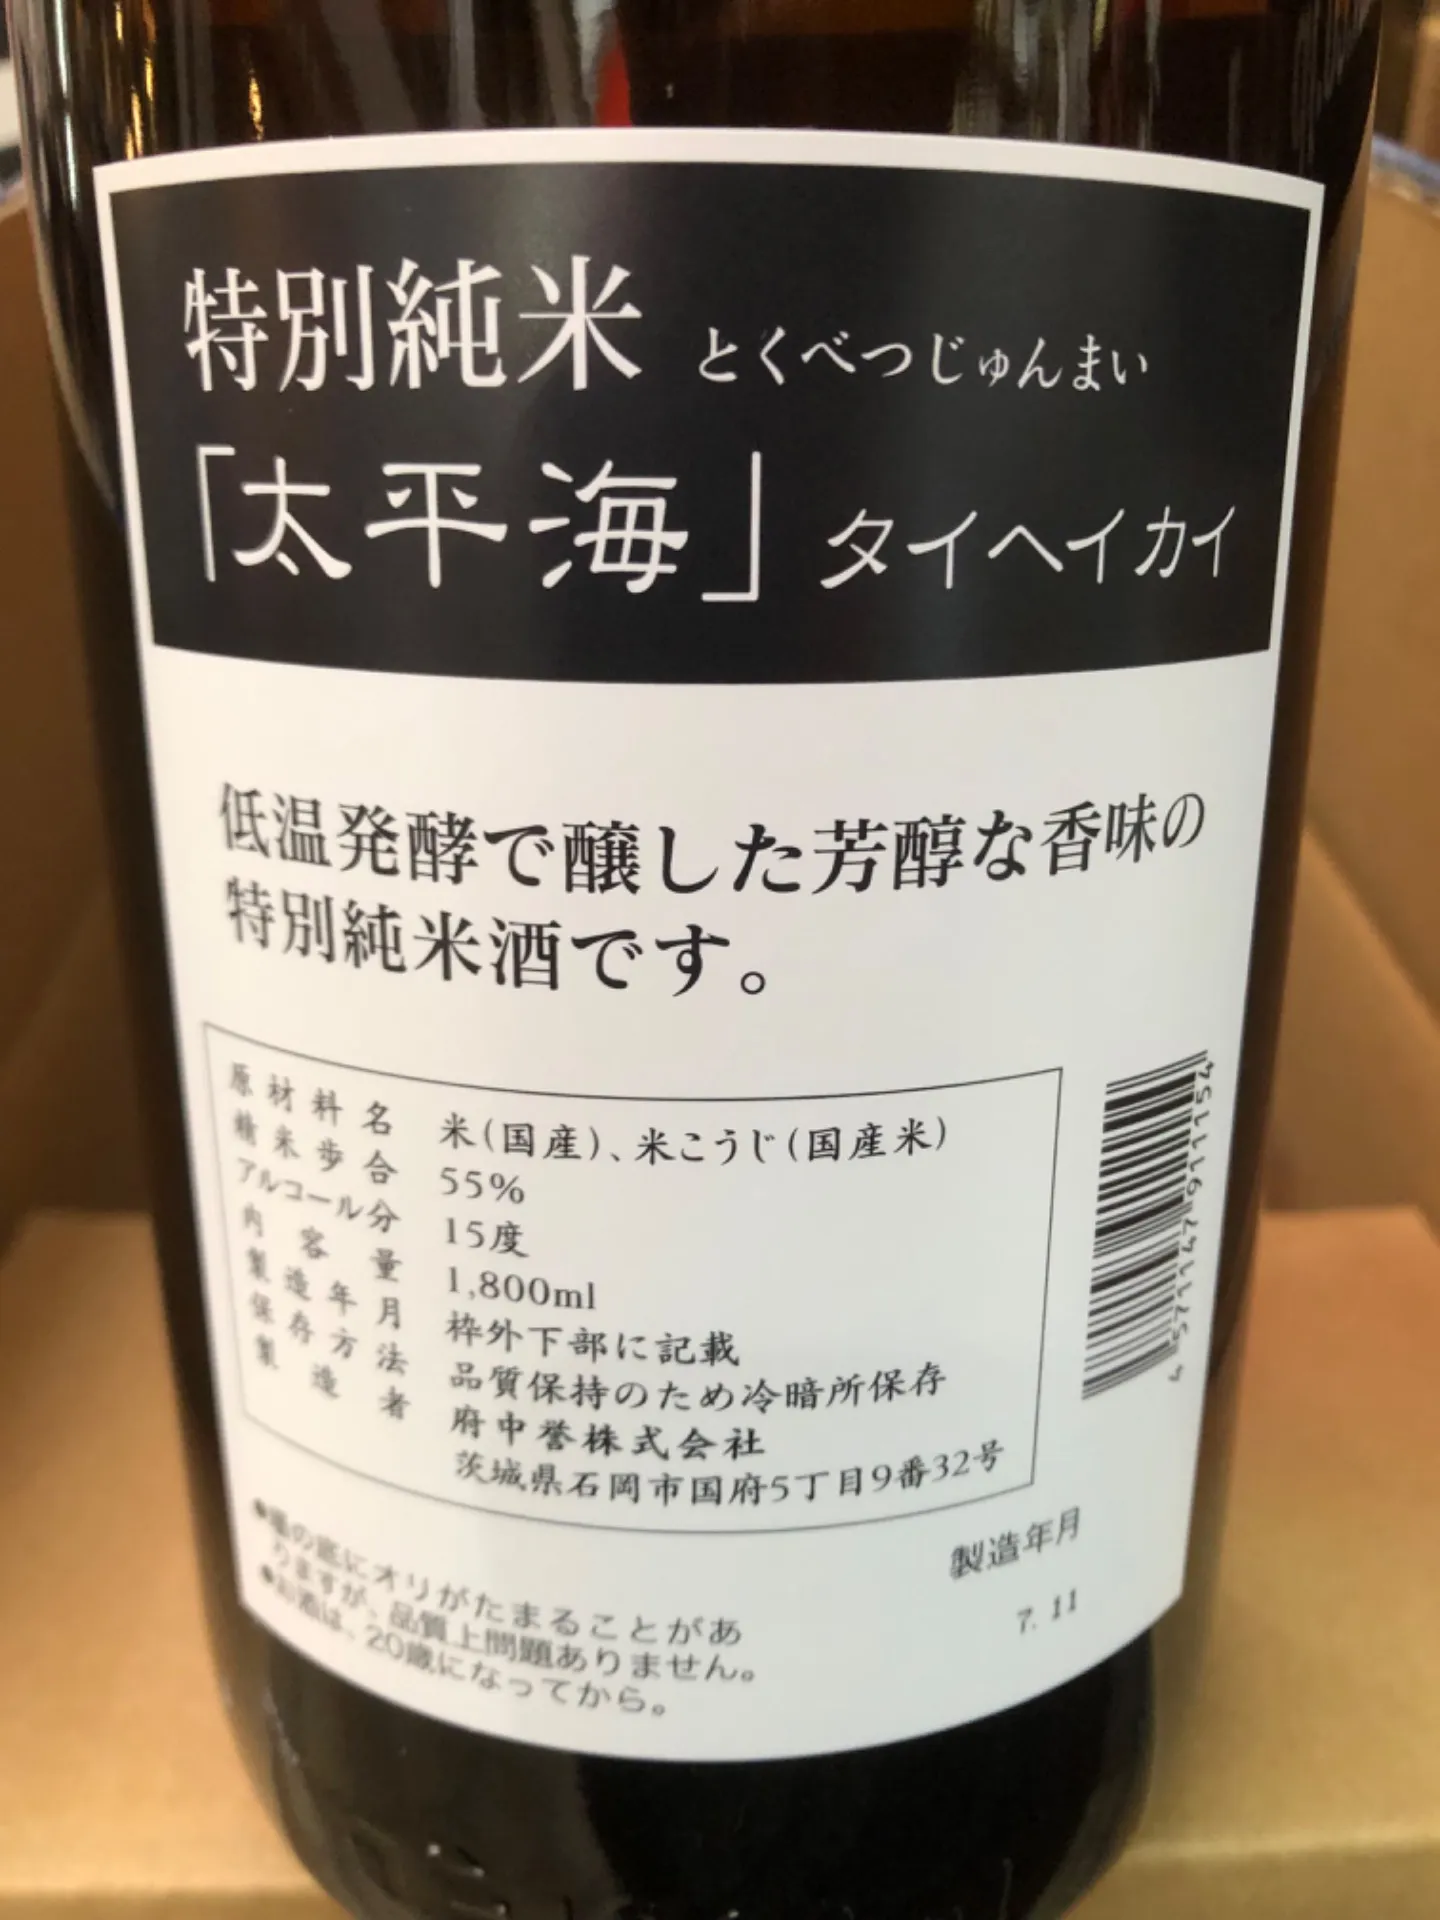 特別純米 とくべつじゅんまい
「太平海」 タイヘイカイ
低温発酵で醸した芳醇な香味の
特別純米酒です。
原材料名 米(国産)、米こうじ(国産米)
精米歩合 55%
アルコール分 15度
内容量 1,800ml
製造年月 枠外下部に記載
保存方法 品質保持のため冷暗所保存
製造者 府中誉株式会社
茨城県石岡市国府5丁目9番32号
●瓶の底にオリがたまることがあ
りますが、品質上問題ありません。
●お酒は、20歳になってから。
製造年月
7. 11